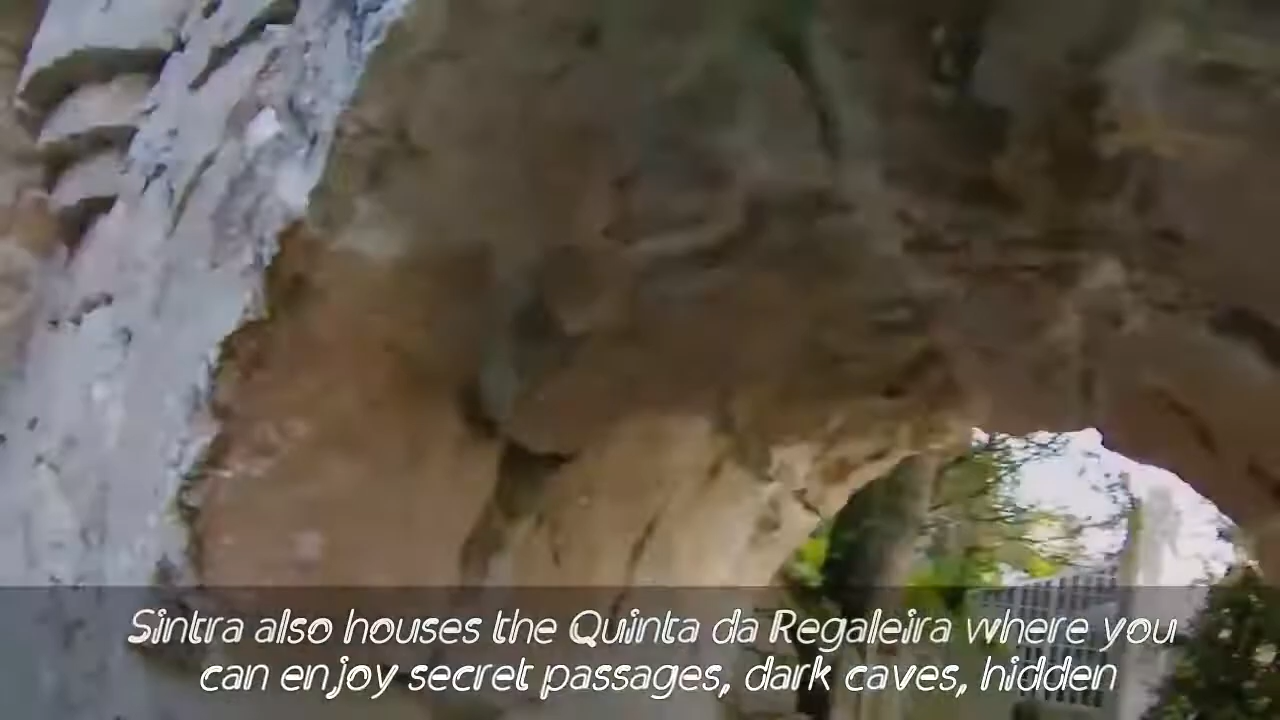 Sintra also houses the Quinta da Regaleira where you
can enjoy secret passages, dark caves, hidden